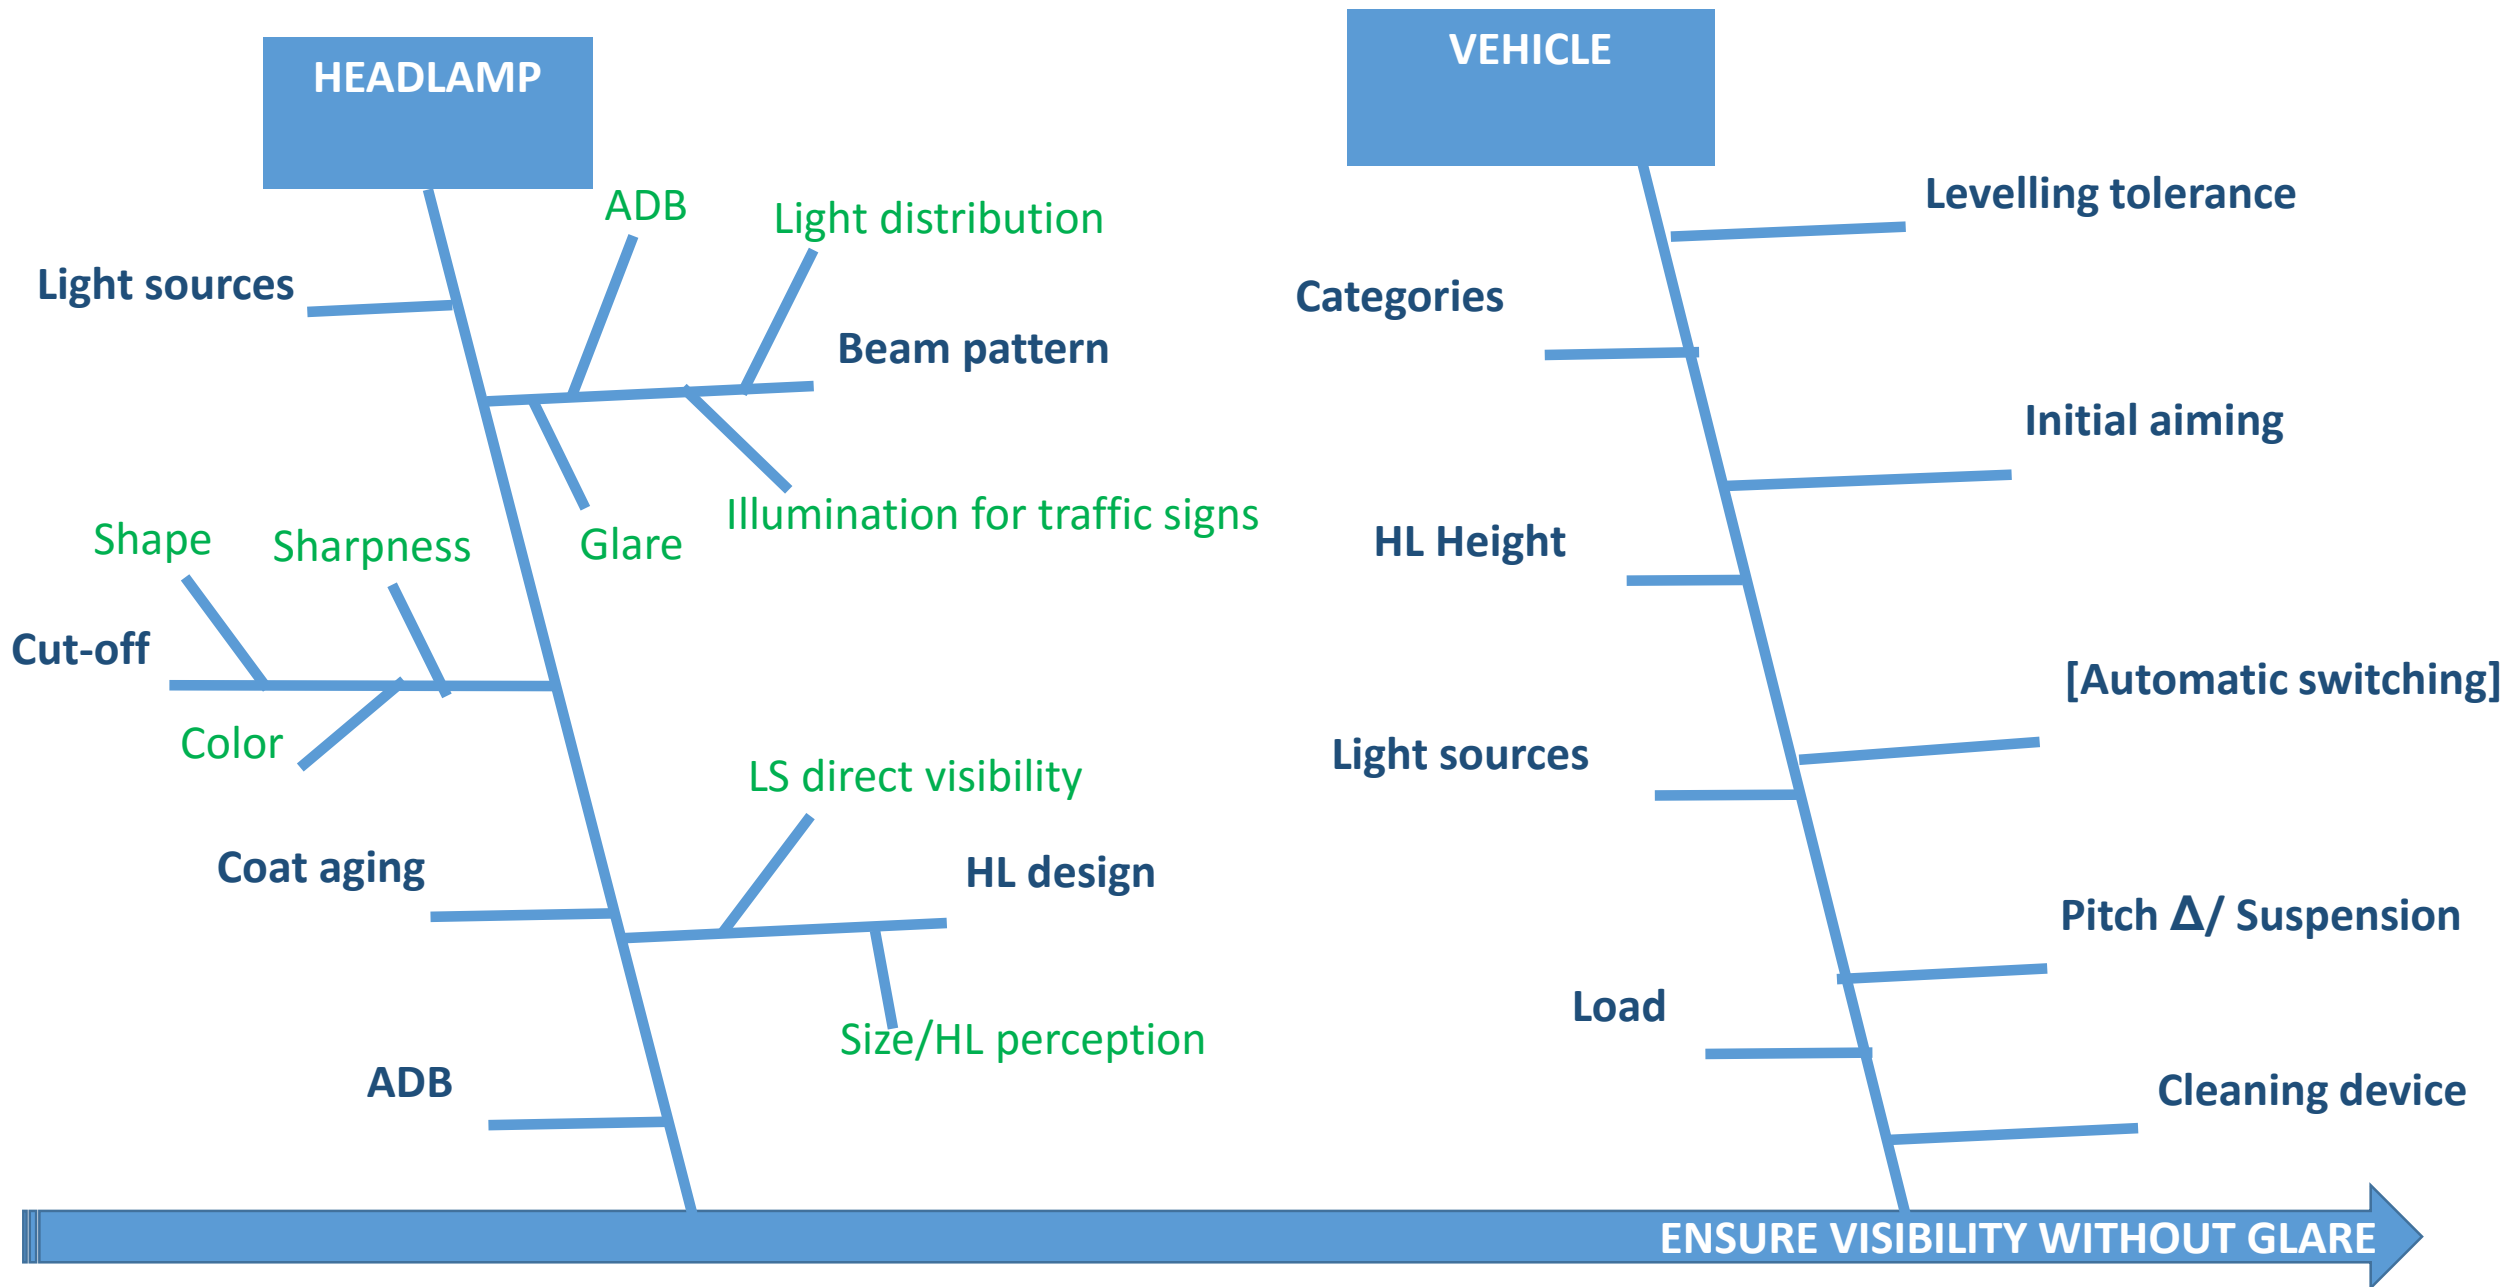 HEADLAMP
VEHICLE
ADB
Light distribution
Levelling tolerance
Light sources
Categories
Beam pattern
Initial aiming
Illumination for traffic signs
Shape
Sharpness
Glare
HL Height
Cut-off
[Automatic switching]
Color
LS direct visibility
Light sources
Coat aging
HL design
Pitch Δ/ Suspension
Load
Size/HL perception
ADB
Cleaning device
ENSURE VISIBILITY WITHOUT GLARE